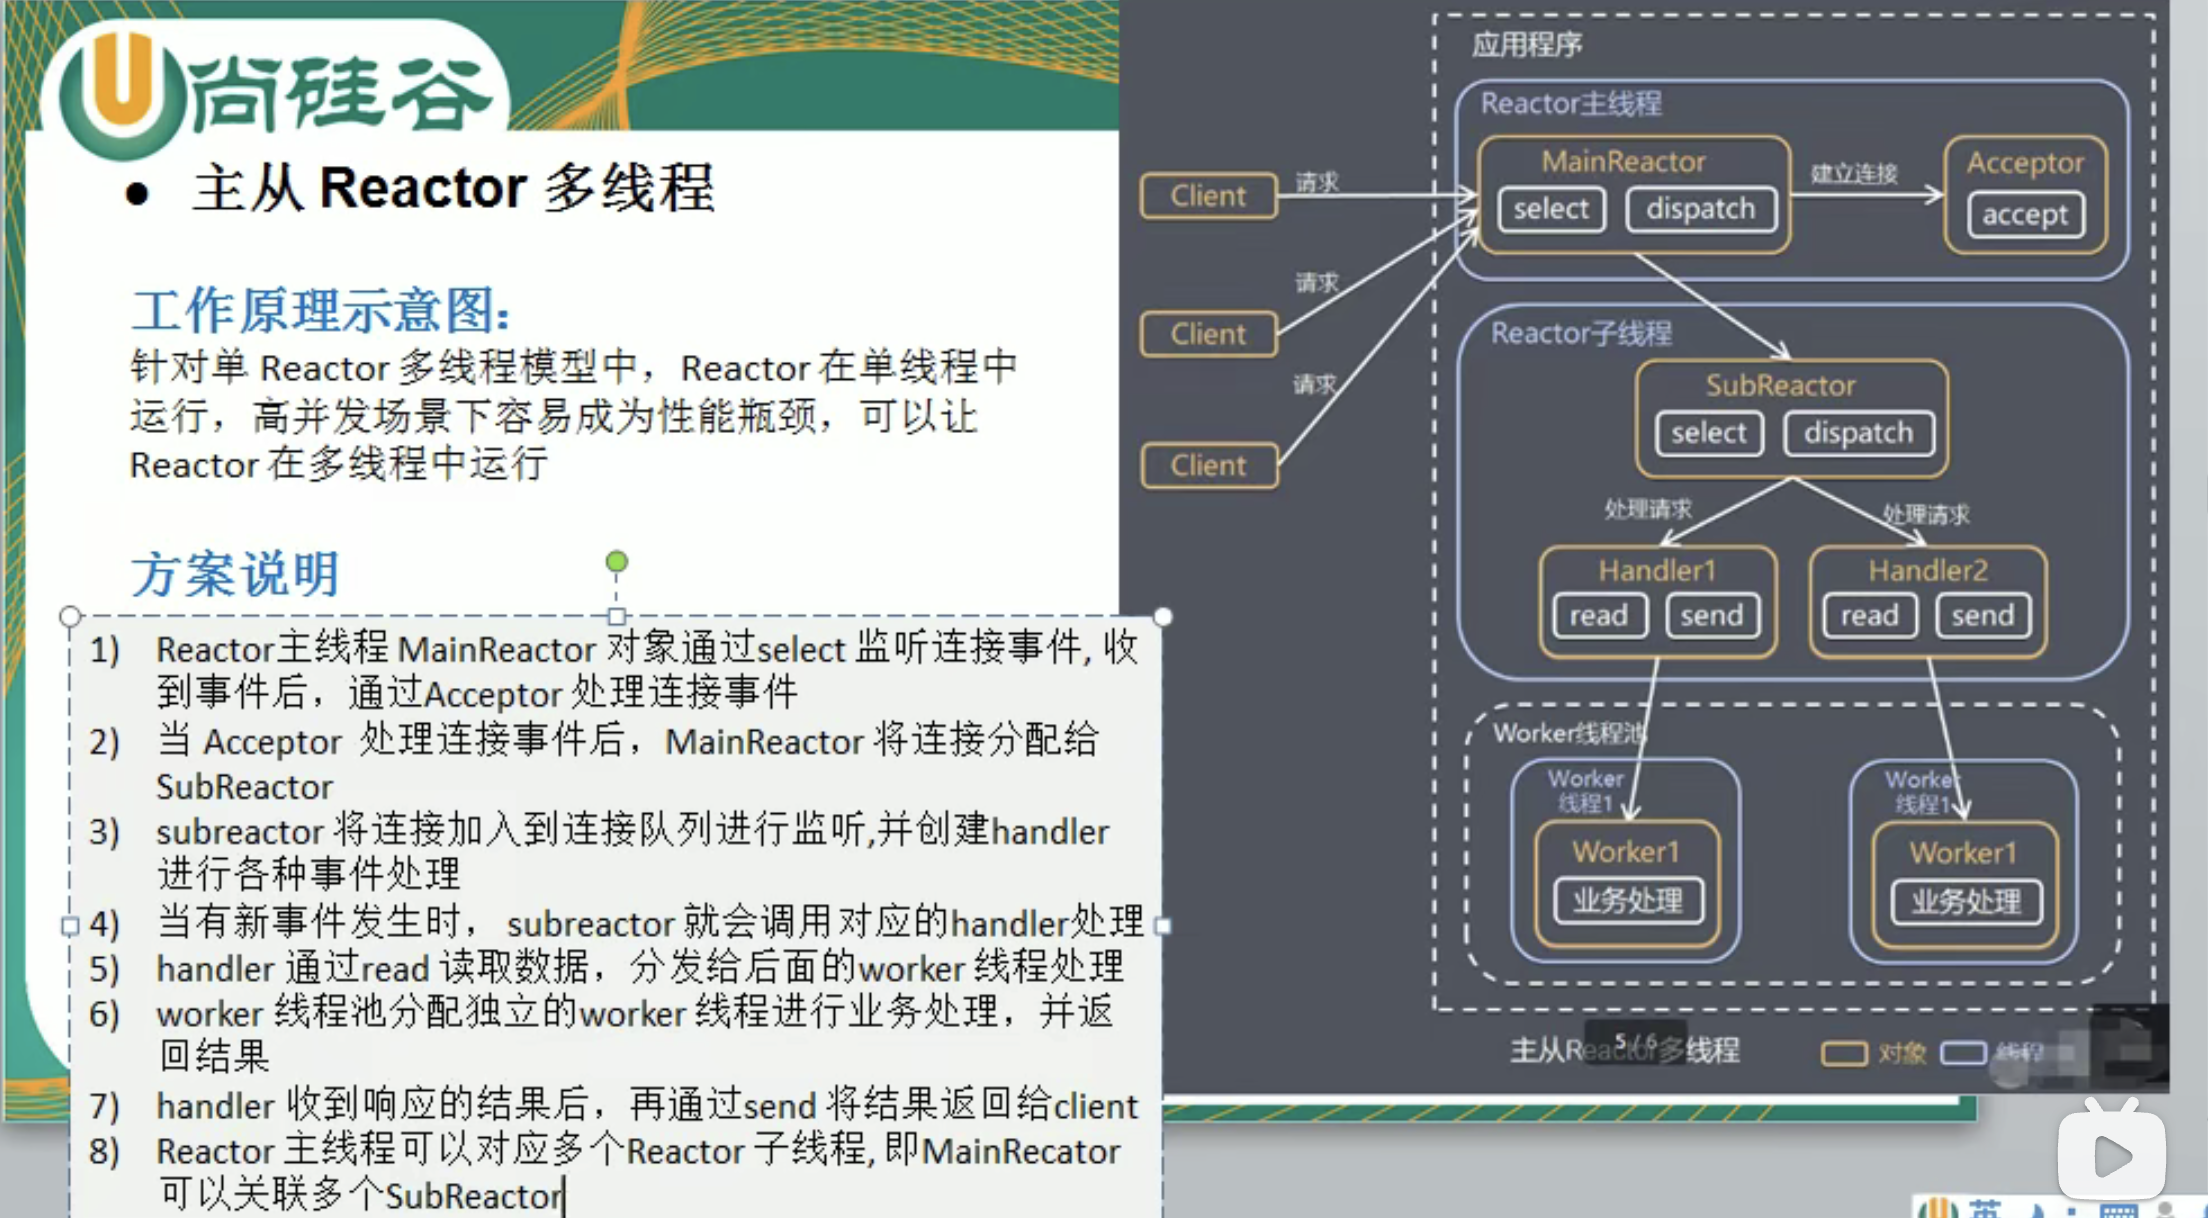 尚硅谷
● 主从 Reactor 多线程
工作原理示意图:
针对单 Reactor 多线程模型中，Reactor 在单线程中
运行，高并发场景下容易成为性能瓶颈，可以让
Reactor 在多线程中运行
方案说明
1) Reactor主线程 MainReactor 对象通过select 监听连接事件, 收
到事件后，通过Acceptor 处理连接事件
2) 当 Acceptor 处理连接事件后，MainReactor 将连接分配给
SubReactor
3) subreactor 将连接加入到连接队列进行监听,并创建handler
进行各种事件处理
4) 当有新事件发生时， subreactor 就会调用对应的handler处理
5) handler 通过read 读取数据，分发给后面的worker 线程处理
6) worker 线程池分配独立的worker 线程进行业务处理，并返
回结果
7) handler 收到响应的结果后，再通过send 将结果返回给client
8) Reactor 主线程可以对应多个Reactor 子线程, 即MainRecator
可以关联多个SubReactor
应用程序
Reactor主线程
MainReactor
select
dispatch
建立连接
Acceptor
accept
Client
请求
Client
请求
Client
请求
Reactor子线程
SubReactor
select
dispatch
处理请求
处理请求
Handler1
read
send
Handler2
read
send
Worker线程池
Worker
线程1
Worker1
业务处理
Worker
线程1
Worker1
业务处理
主从Reactor多线程
5 / 6
对象
线程
英